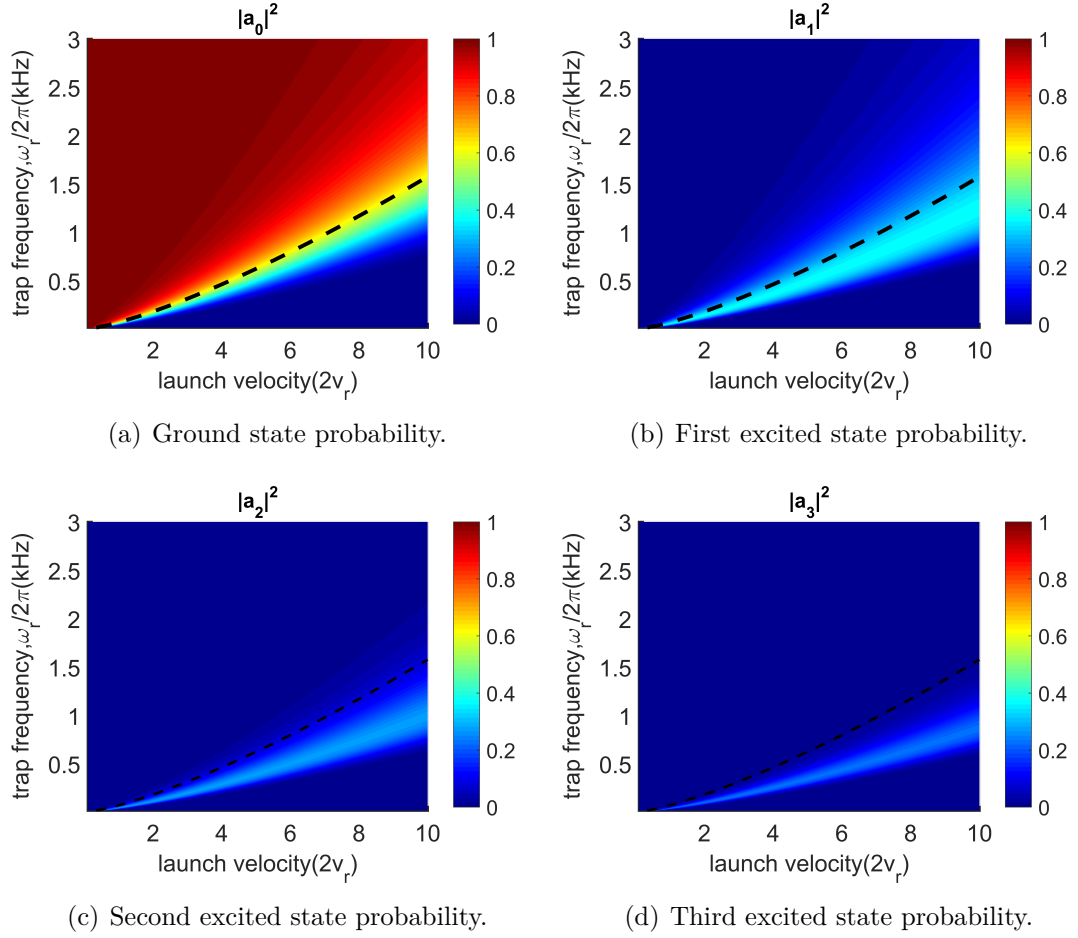 |a0|^2
3
2.5
2
1.5
1
0.5
trap frequency,ωr/2π(kHz)
2 4 6 8 10
launch velocity(2vr)
1
0.8
0.6
0.4
0.2
0
(a) Ground state probability.
|a1|^2
3
2.5
2
1.5
1
0.5
trap frequency,ωr/2π(kHz)
2 4 6 8 10
launch velocity(2vr)
1
0.8
0.6
0.4
0.2
0
(b) First excited state probability.
|a2|^2
3
2.5
2
1.5
1
0.5
trap frequency,ωr/2π(kHz)
2 4 6 8 10
launch velocity(2vr)
1
0.8
0.6
0.4
0.2
0
(c) Second excited state probability.
|a3|^2
3
2.5
2
1.5
1
0.5
trap frequency,ωr/2π(kHz)
2 4 6 8 10
launch velocity(2vr)
1
0.8
0.6
0.4
0.2
0
(d) Third excited state probability.